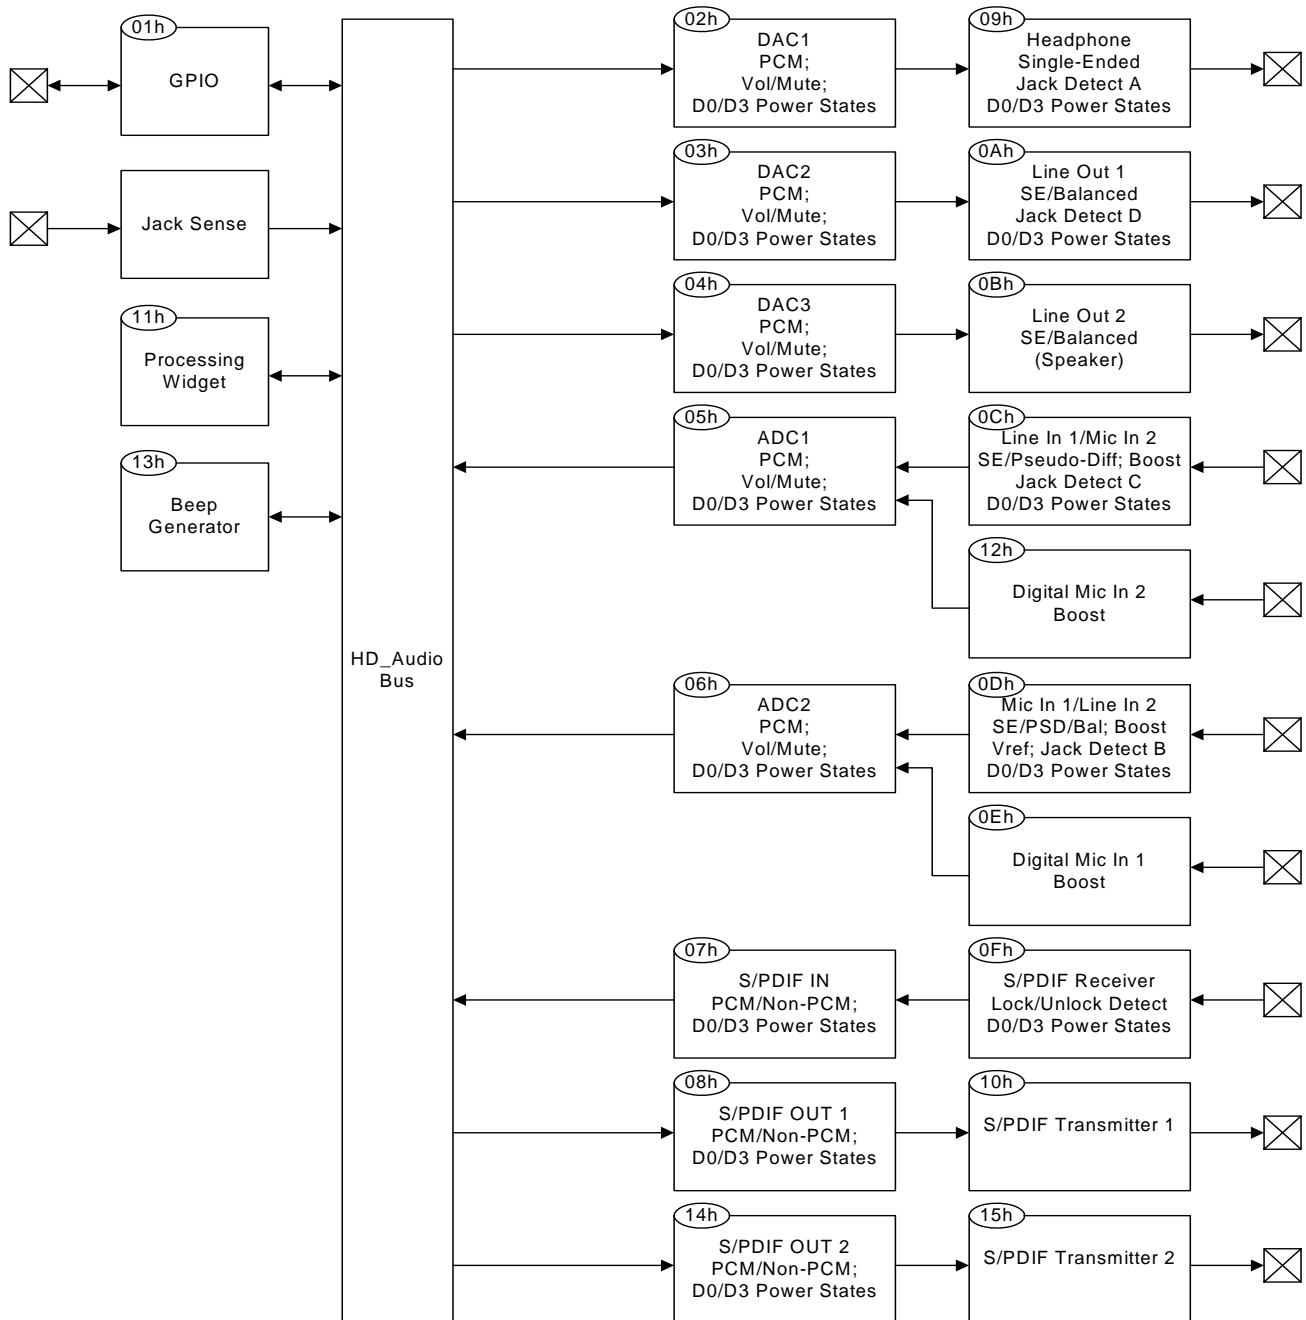 01h
GPIO
Jack Sense
11h
Processing
Widget
13h
Beep
Generator
HD_Audio
Bus
02h
DAC1
PCM;
Vol/Mute;
D0/D3 Power States
09h
Headphone
Single-Ended
Jack Detect A
D0/D3 Power States
03h
DAC2
PCM;
Vol/Mute;
D0/D3 Power States
0Ah
Line Out 1
SE/Balanced
Jack Detect D
D0/D3 Power States
04h
DAC3
PCM;
Vol/Mute;
D0/D3 Power States
0Bh
Line Out 2
SE/Balanced
(Speaker)
05h
ADC1
PCM;
Vol/Mute;
D0/D3 Power States
0Ch
Line In 1/Mic In 2
SE/Pseudo-Diff; Boost
Jack Detect C
D0/D3 Power States
12h
Digital Mic In 2
Boost
06h
ADC2
PCM;
Vol/Mute;
D0/D3 Power States
0Dh
Mic In 1/Line In 2
SE/PSD/Bal; Boost
Vref; Jack Detect B
D0/D3 Power States
0Eh
Digital Mic In 1
Boost
07h
S/PDIF IN
PCM/Non-PCM;
D0/D3 Power States
0Fh
S/PDIF Receiver
Lock/Unlock Detect
D0/D3 Power States
08h
S/PDIF OUT 1
PCM/Non-PCM;
D0/D3 Power States
10h
S/PDIF Transmitter 1
14h
S/PDIF OUT 2
PCM/Non-PCM;
D0/D3 Power States
15h
S/PDIF Transmitter 2